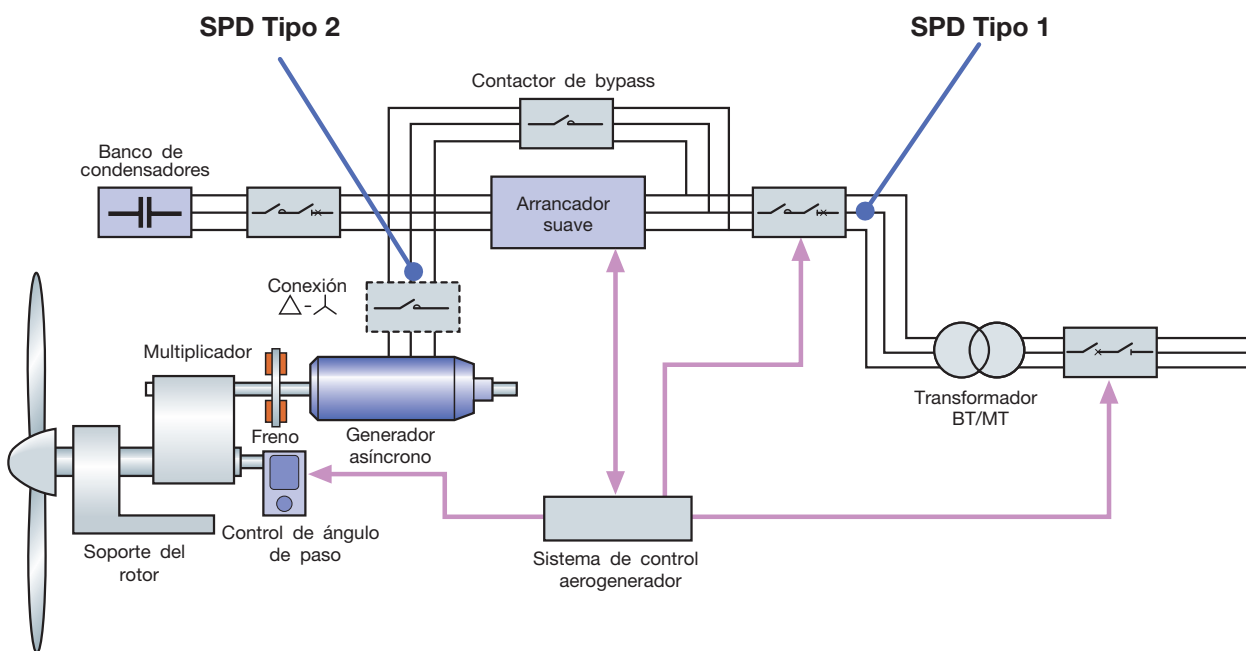 SPD Tipo 2
SPD Tipo 1
Contactor de bypass
Banco de
condensadores
Arrancador
suave
Conexión
Multiplicador
Freno
Generador
asíncrono
Transformador
BT/MT
Control de ángulo
de paso
Soporte del
rotor
Sistema de control
aerogenerador